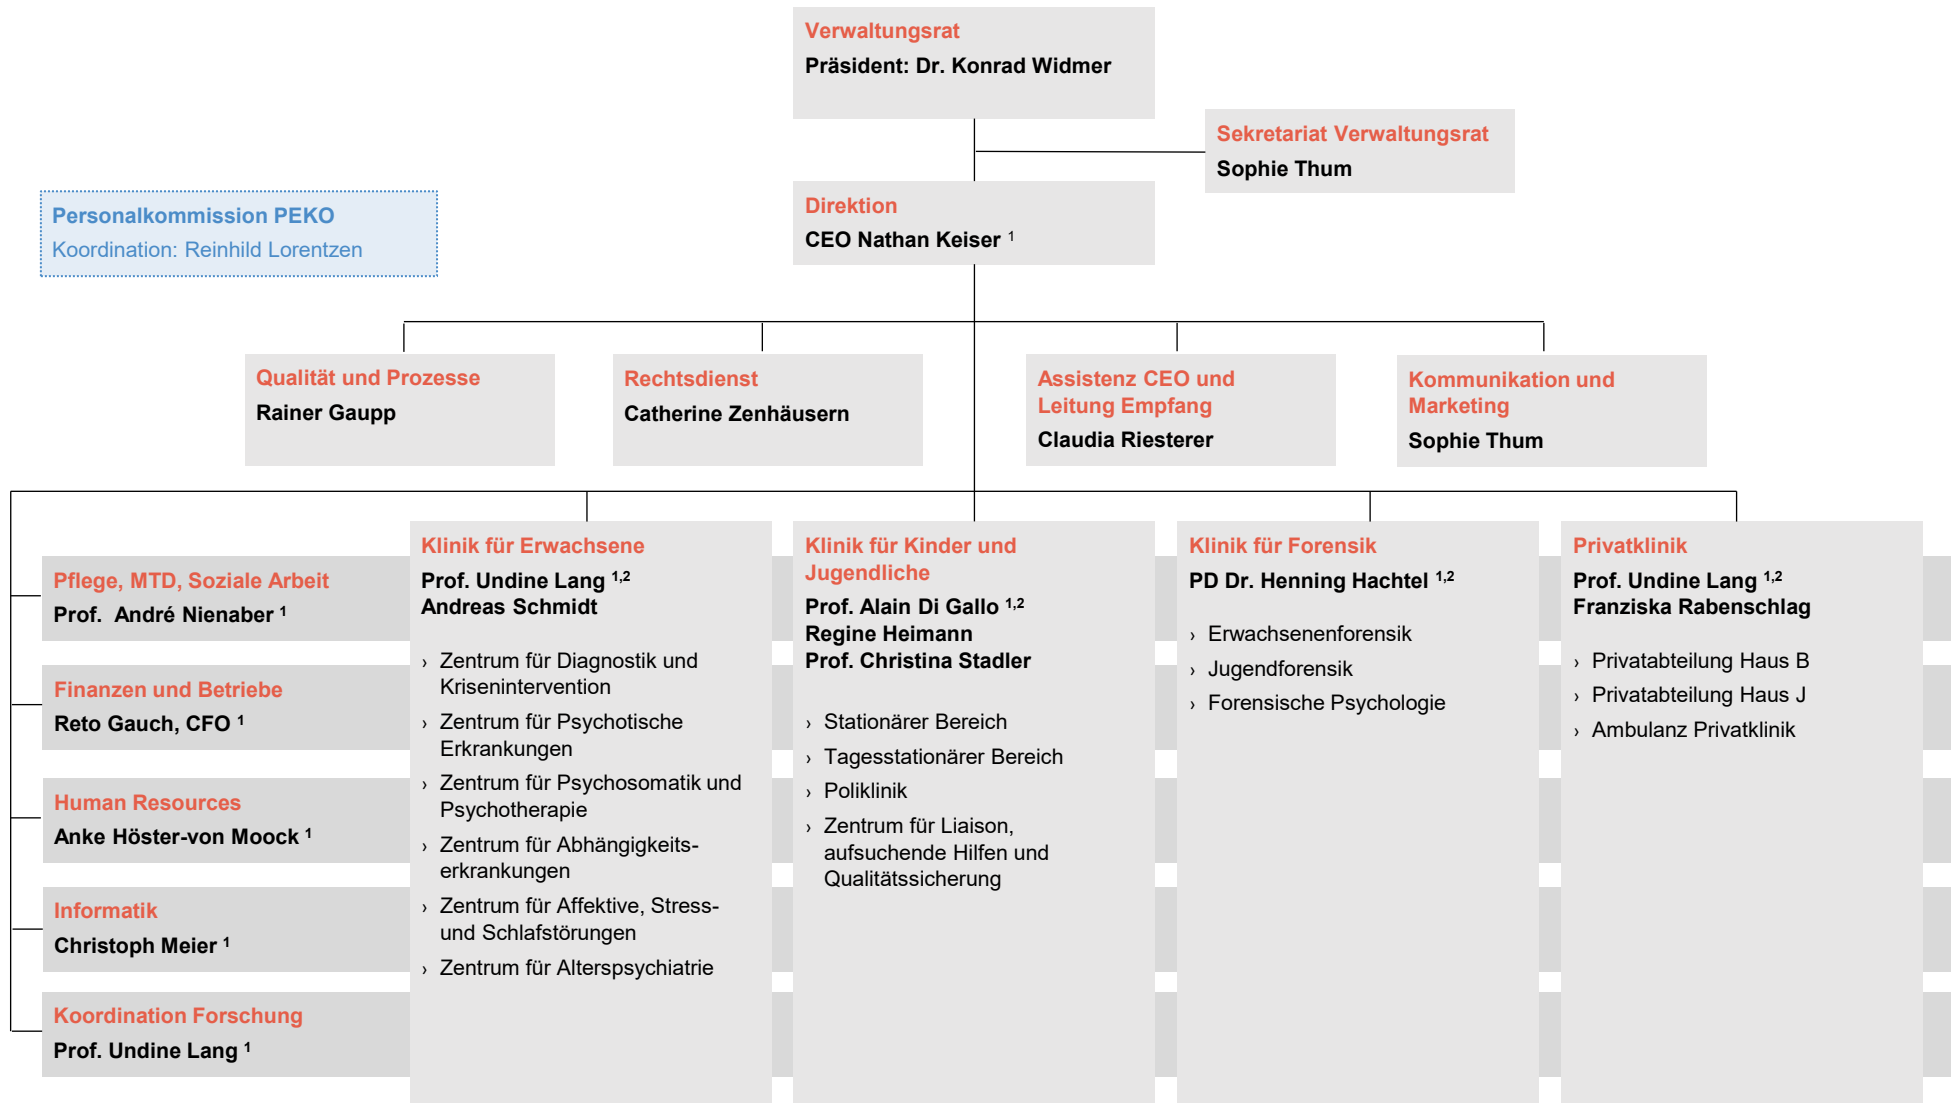 Verwaltungsrat
Präsident: Dr. Konrad Widmer
Sekretariat Verwaltungsrat
Sophie Thum
Personalkommission PEKO
Koordination: Reinhild Lorentzen
Direktion
CEO Nathan Keiser ¹
Qualität und Prozesse
Rainer Gaupp
Rechtsdienst
Catherine Zenhäusern
Assistenz CEO und
Leitung Empfang
Claudia Riesterer
Kommunikation und
Marketing
Sophie Thum
Pflege, MTD, Soziale Arbeit
Prof. André Nienaber ¹
Finanzen und Betriebe
Reto Gauch, CFO ¹
Human Resources
Anke Höster-von Moock ¹
Informatik
Christoph Meier ¹
Koordination Forschung
Prof. Undine Lang ¹
Klinik für Erwachsene
Prof. Undine Lang ¹,²
Andreas Schmidt
› Zentrum für Diagnostik und
Krisenintervention
› Zentrum für Psychotische
Erkrankungen
› Zentrum für Psychosomatik und
Psychotherapie
› Zentrum für Abhängigkeits-
erkrankungen
› Zentrum für Affektive, Stress-
und Schlafstörungen
› Zentrum für Alterspsychiatrie
Klinik für Kinder und
Jugendliche
Prof. Alain Di Gallo ¹,²
Regine Heimann
Prof. Christina Stadler
› Stationärer Bereich
› Tagesstationärer Bereich
› Poliklinik
› Zentrum für Liaison,
aufsuchende Hilfen und
Qualitätssicherung
Klinik für Forensik
PD Dr. Henning Hachtel ¹,²
› Erwachsenenforensik
› Jugendforensik
› Forensische Psychologie
Privatklinik
Prof. Undine Lang ¹,²
Franziska Rabenschlag
› Privatabteilung Haus B
› Privatabteilung Haus J
› Ambulanz Privatklinik